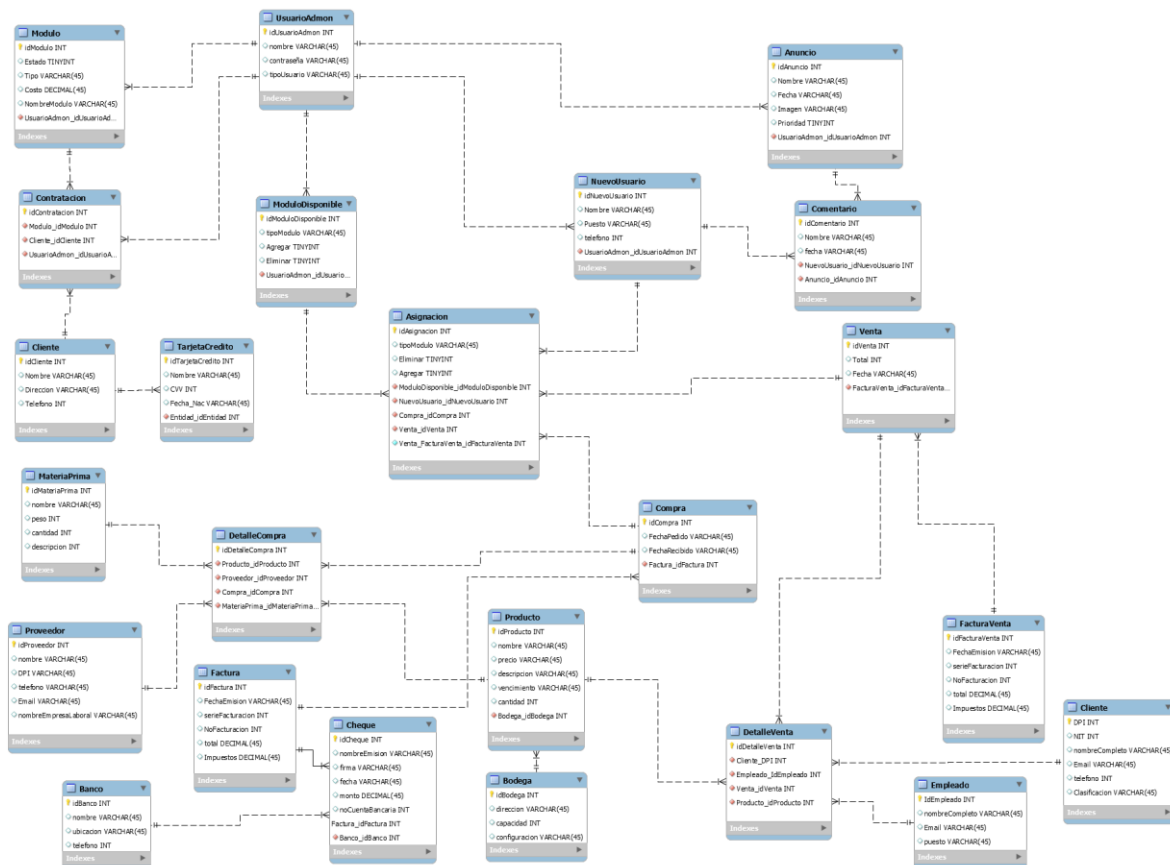 Modulo
idModulo INT
Estado TINYINT
Tipo VARCHAR(45)
Costo DECIMAL(45)
NombreModulo VARCHAR(45)
UsuarioAdmon_idUsuarioAd...
Indexes
UsuarioAdmon
idUsuarioAdmon INT
nombre VARCHAR(45)
contraseña VARCHAR(45)
tipoUsuario VARCHAR(45)
Indexes
Anuncio
idAnuncio INT
Nombre VARCHAR(45)
Fecha VARCHAR(45)
Imagen VARCHAR(45)
Prioridad TINYINT
UsuarioAdmon_idUsuarioAdmon INT
Indexes
Contratacion
idContratacion INT
Modulo_idModulo INT
Cliente_idCliente INT
UsuarioAdmon_idUsuarioA...
Indexes
ModuloDisponible
idModuloDisponible INT
tipoModulo VARCHAR(45)
Agregar TINYINT
Eliminar TINYINT
UsuarioAdmon_idUsuario...
Indexes
NuevoUsuario
idNuevoUsuario INT
Nombre VARCHAR(45)
Puesto VARCHAR(45)
telefono INT
UsuarioAdmon_idUsuarioAdmon INT
Indexes
Comentario
idComentario INT
Nombre VARCHAR(45)
fecha VARCHAR(45)
NuevoUsuario_idNuevoUsuario INT
Anuncio_idAnuncio INT
Indexes
Cliente
idCliente INT
Nombre VARCHAR(45)
Direccion VARCHAR(45)
Telefono INT
Indexes
TarjetaCredito
idTarjetaCredito INT
Nombre VARCHAR(45)
CVV INT
Fecha_Nac VARCHAR(45)
Entidad_idEntidad INT
Indexes
Asignacion
idAsignacion INT
tipoModulo VARCHAR(45)
Eliminar TINYINT
Agregar TINYINT
ModuloDisponible_idModuloDisponible INT
NuevoUsuario_idNuevoUsuario INT
Compra_idCompra INT
Venta_idVenta INT
Venta_FacturaVenta_idFacturaVenta INT
Indexes
Venta
idVenta INT
Total INT
Fecha VARCHAR(45)
FacturaVenta_idFacturaVenta...
Indexes
MateriaPrima
idMateriaPrima INT
nombre VARCHAR(45)
peso INT
cantidad INT
descripcion INT
Indexes
DetalleCompra
idDetalleCompra INT
Producto_idProducto INT
Proveedor_idProveedor INT
Compra_idCompra INT
MateriaPrima_idMateriaPrima...
Indexes
Compra
idCompra INT
FechaPedido VARCHAR(45)
FechaRecibido VARCHAR(45)
Factura_idFactura INT
Indexes
Proveedor
idProveedor INT
nombre VARCHAR(45)
DPI VARCHAR(45)
telefono VARCHAR(45)
Email VARCHAR(45)
nombreEmpresaLaboral VARCHAR(45)
Indexes
Factura
idFactura INT
FechaEmision VARCHAR(45)
serieFacturacion INT
NoFacturacion INT
total DECIMAL(45)
Impuestos DECIMAL(45)
Indexes
Producto
idProducto INT
nombre VARCHAR(45)
precio VARCHAR(45)
descripcion VARCHAR(45)
vencimiento VARCHAR(45)
cantidad INT
Bodega_idBodega INT
Indexes
FacturaVenta
idFacturaVenta INT
FechaEmision VARCHAR(45)
serieFacturacion INT
NoFacturacion INT
total DECIMAL(45)
Impuestos DECIMAL(45)
Indexes
Cheque
idCheque INT
nombreEmision VARCHAR(45)
firma VARCHAR(45)
fecha VARCHAR(45)
monto DECIMAL(45)
noCuentaBancaria INT
Factura_idFactura INT
Banco_idBanco INT
Indexes
DetalleVenta
idDetalleVenta INT
Cliente_DPI INT
Empleado_IdEmpleado INT
Venta_idVenta INT
Producto_idProducto INT
Indexes
Cliente
DPI INT
NIT INT
nombreCompleto VARCHAR(45)
Email VARCHAR(45)
telefono INT
Clasificacion VARCHAR(45)
Indexes
Banco
idBanco INT
nombre VARCHAR(45)
ubicacion VARCHAR(45)
telefono INT
Indexes
Bodega
idBodega INT
direccion VARCHAR(45)
capacidad INT
configuracion VARCHAR(45)
Indexes
Empleado
IdEmpleado INT
nombreCompleto VARCHAR(45)
Email VARCHAR(45)
puesto VARCHAR(45)
Indexes